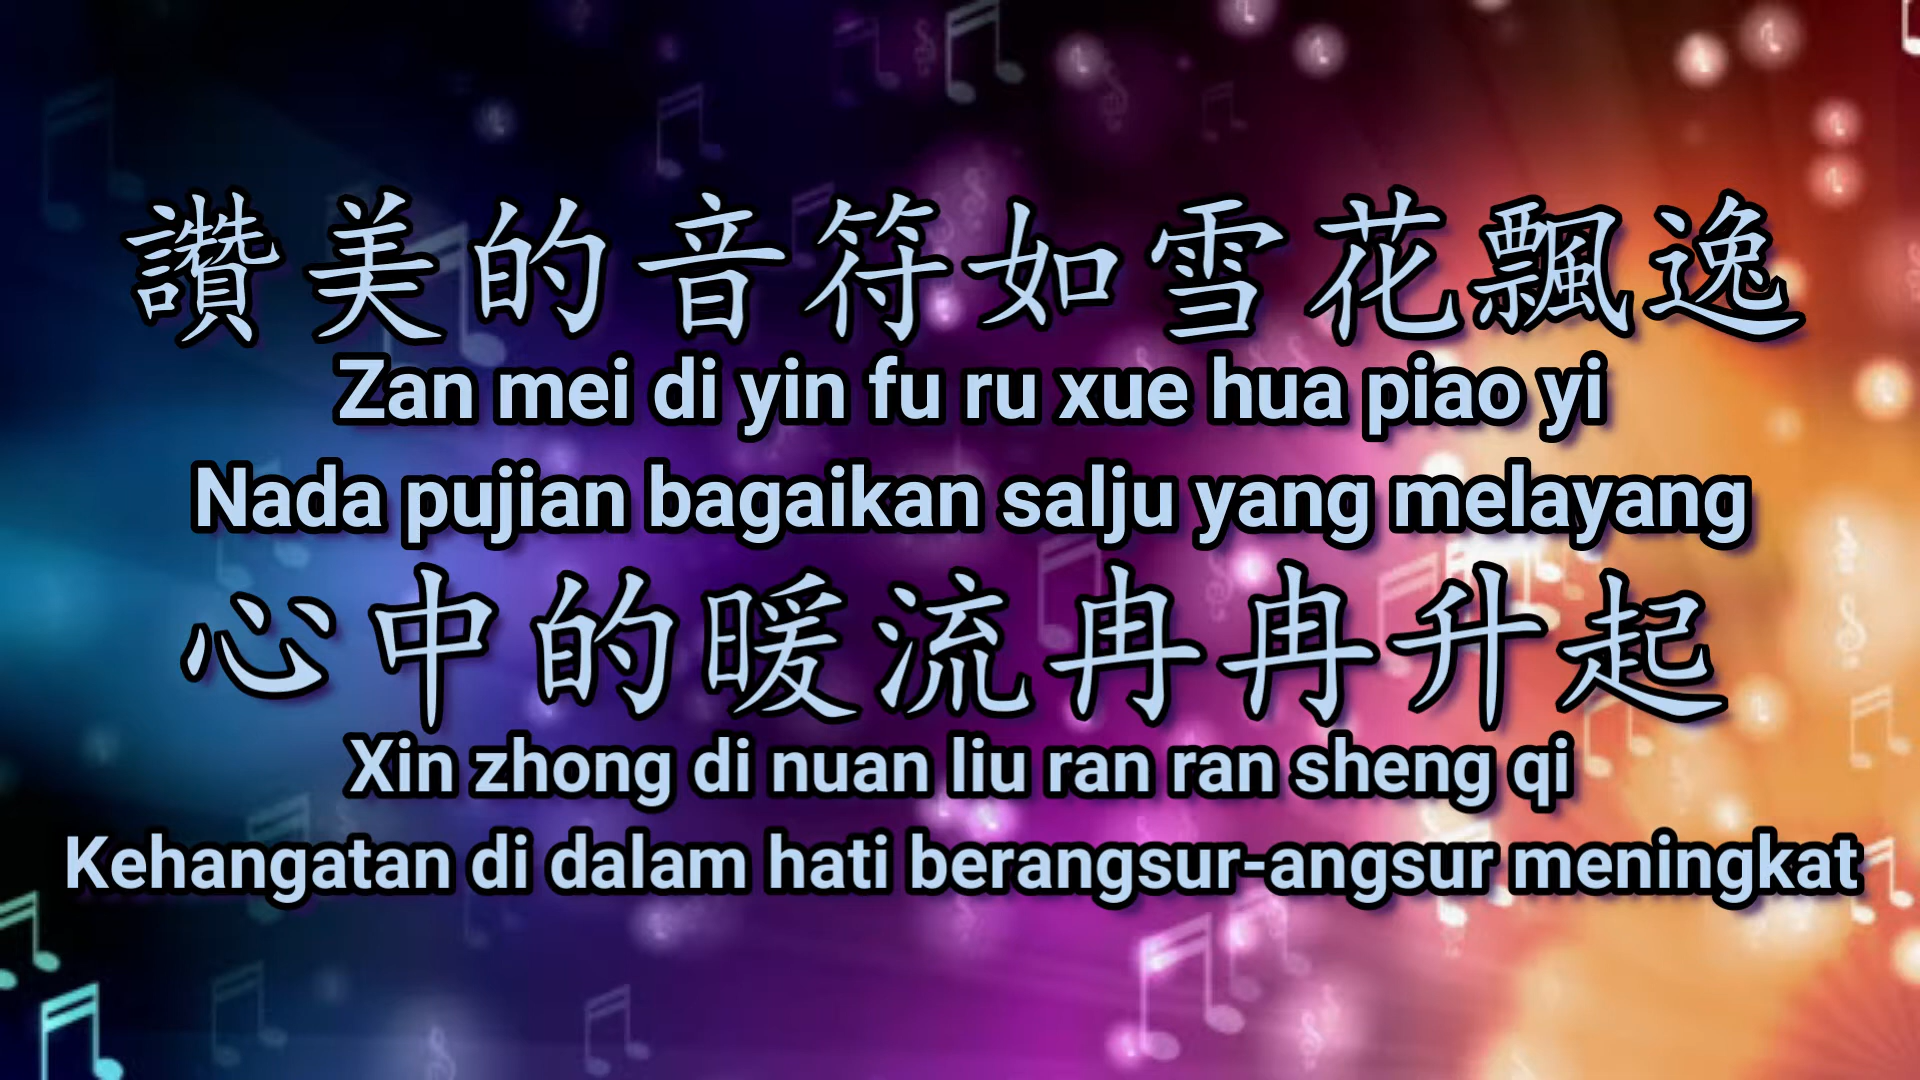 讚美的音符如雪花飄逸
Zan mei di yin fu ru xue hua piao yi
Nada pujian bagaikan salju yang melayang
心中的暖流冉冉升起
Xin zhong di nuan liu ran ran sheng qi
Kehangatan di dalam hati berangsur-angsur meningkat